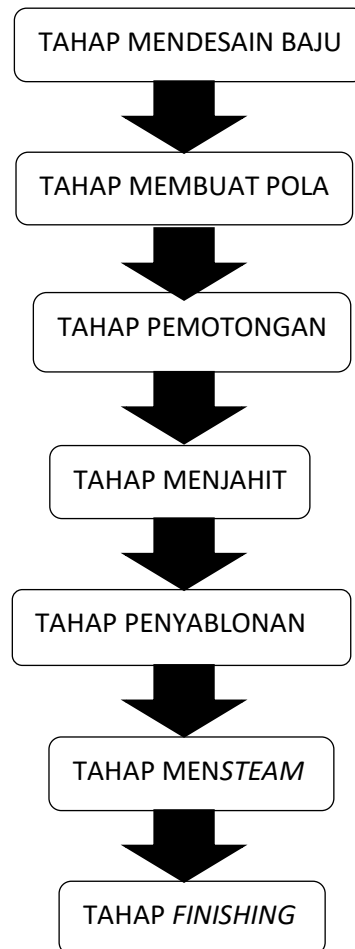 TAHAP MENDESAIN BAJU
TAHAP MEMBUAT POLA
TAHAP PEMOTONGAN
TAHAP MENJAHIT
TAHAP PENYABLONAN
TAHAP MENSTEAM
TAHAP FINISHING